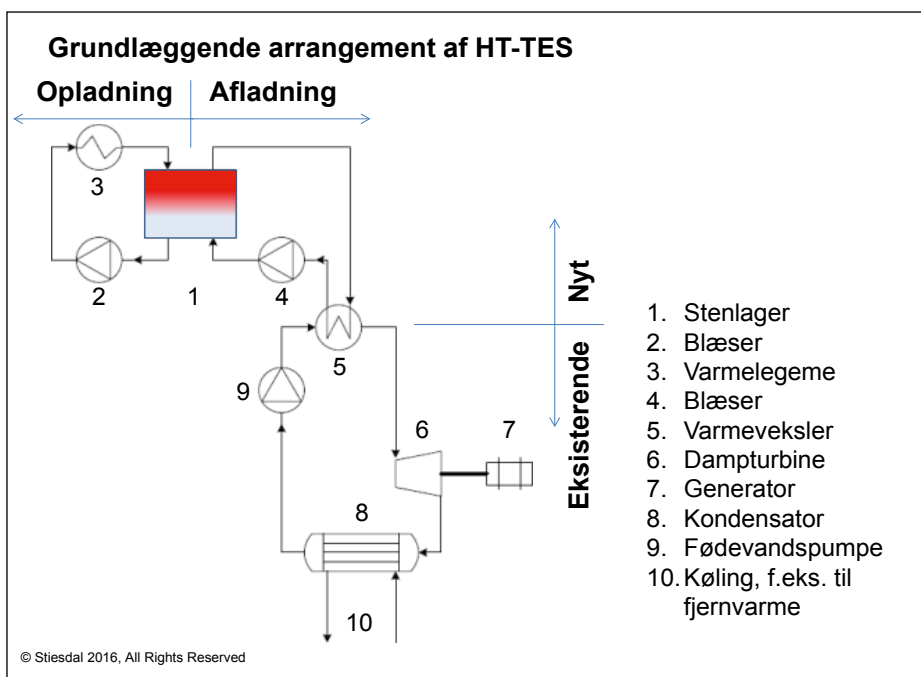 Grundlæggende arrangement af HT-TES
Opladning Afladning
3
2 1 4
5
9
6 7
8
10
Nyt
Eksisterende
1. Stenlager
2. Blæser
3. Varmelegeme
4. Blæser
5. Varmeveksler
6. Dampturbine
7. Generator
8. Kondensator
9. Fødevandspumpe
10. Køling, f.eks. til
fjernvarme
© Stiesdal 2016, All Rights Reserved